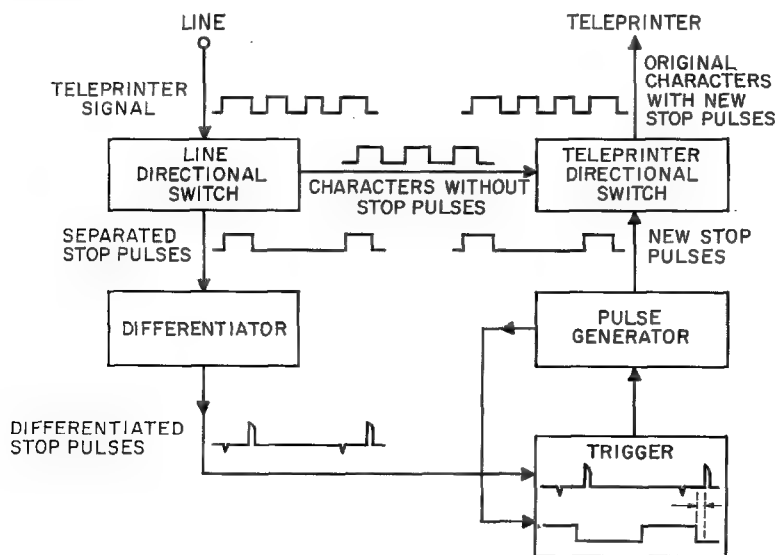 LINE
TELEPRINTER
TELEPRINTER
SIGNAL
ORIGINAL
CHARACTERS
WITH NEW
STOP PULSES
LINE
DIRECTIONAL
SWITCH
CHARACTERS WITHOUT
STOP PULSES
TELEPRINTER
DIRECTIONAL
SWITCH
SEPARATED
STOP PULSES
NEW STOP
PULSES
DIFFERENTIATOR
PULSE
GENERATOR
DIFFERENTIATED
STOP PULSES
TRIGGER